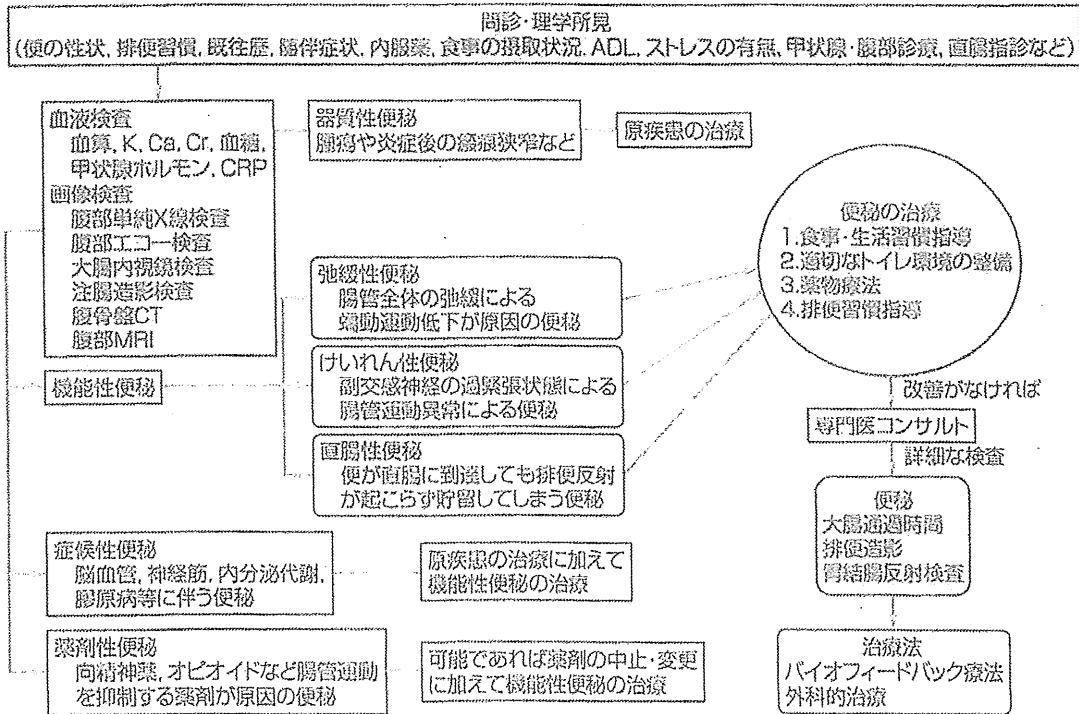 問診・理学所見
(便の性状, 排便習慣, 既往歴, 随伴症状, 内服薬, 食事の摂取状況, ADL, ストレスの有無, 甲状腺・腹部診療, 直腸指診など)
血液検査
血算, K, Ca, Cr, 血糖,
甲状腺ホルモン, CRP
画像検査
腹部単純X線検査
腹部エコー検査
大腸内視鏡検査
注腸造影検査
腹骨盤CT
腹部MRI
器質性便秘
腫瘍や炎症後の瘢痕狭窄など
原疾患の治療
機能性便秘
弛緩性便秘
腸管全体の弛緩による
蠕動運動低下が原因の便秘
けいれん性便秘
副交感神経の過緊張状態による
腸管運動異常による便秘
直腸性便秘
便が直腸に到達しても排便反射
が起こらず貯留してしまう便秘
便秘の治療
1.食事・生活習慣指導
2.適切なトイレ環境の整備
3.薬物療法
4.排便習慣指導
改善がなければ
専門医コンサルト
詳細な検査
便秘
大腸通過時間
排便造影
胃結腸反射検査
治療法
バイオフィードバック療法
外科的治療
症候性便秘
脳血管, 神経筋, 内分泌代謝,
膠原病等に伴う便秘
原疾患の治療に加えて
機能性便秘の治療
薬剤性便秘
向精神薬, オピオイドなど腸管運動
を抑制する薬剤が原因の便秘
可能であれば薬剤の中止・変更
に加えて機能性便秘の治療